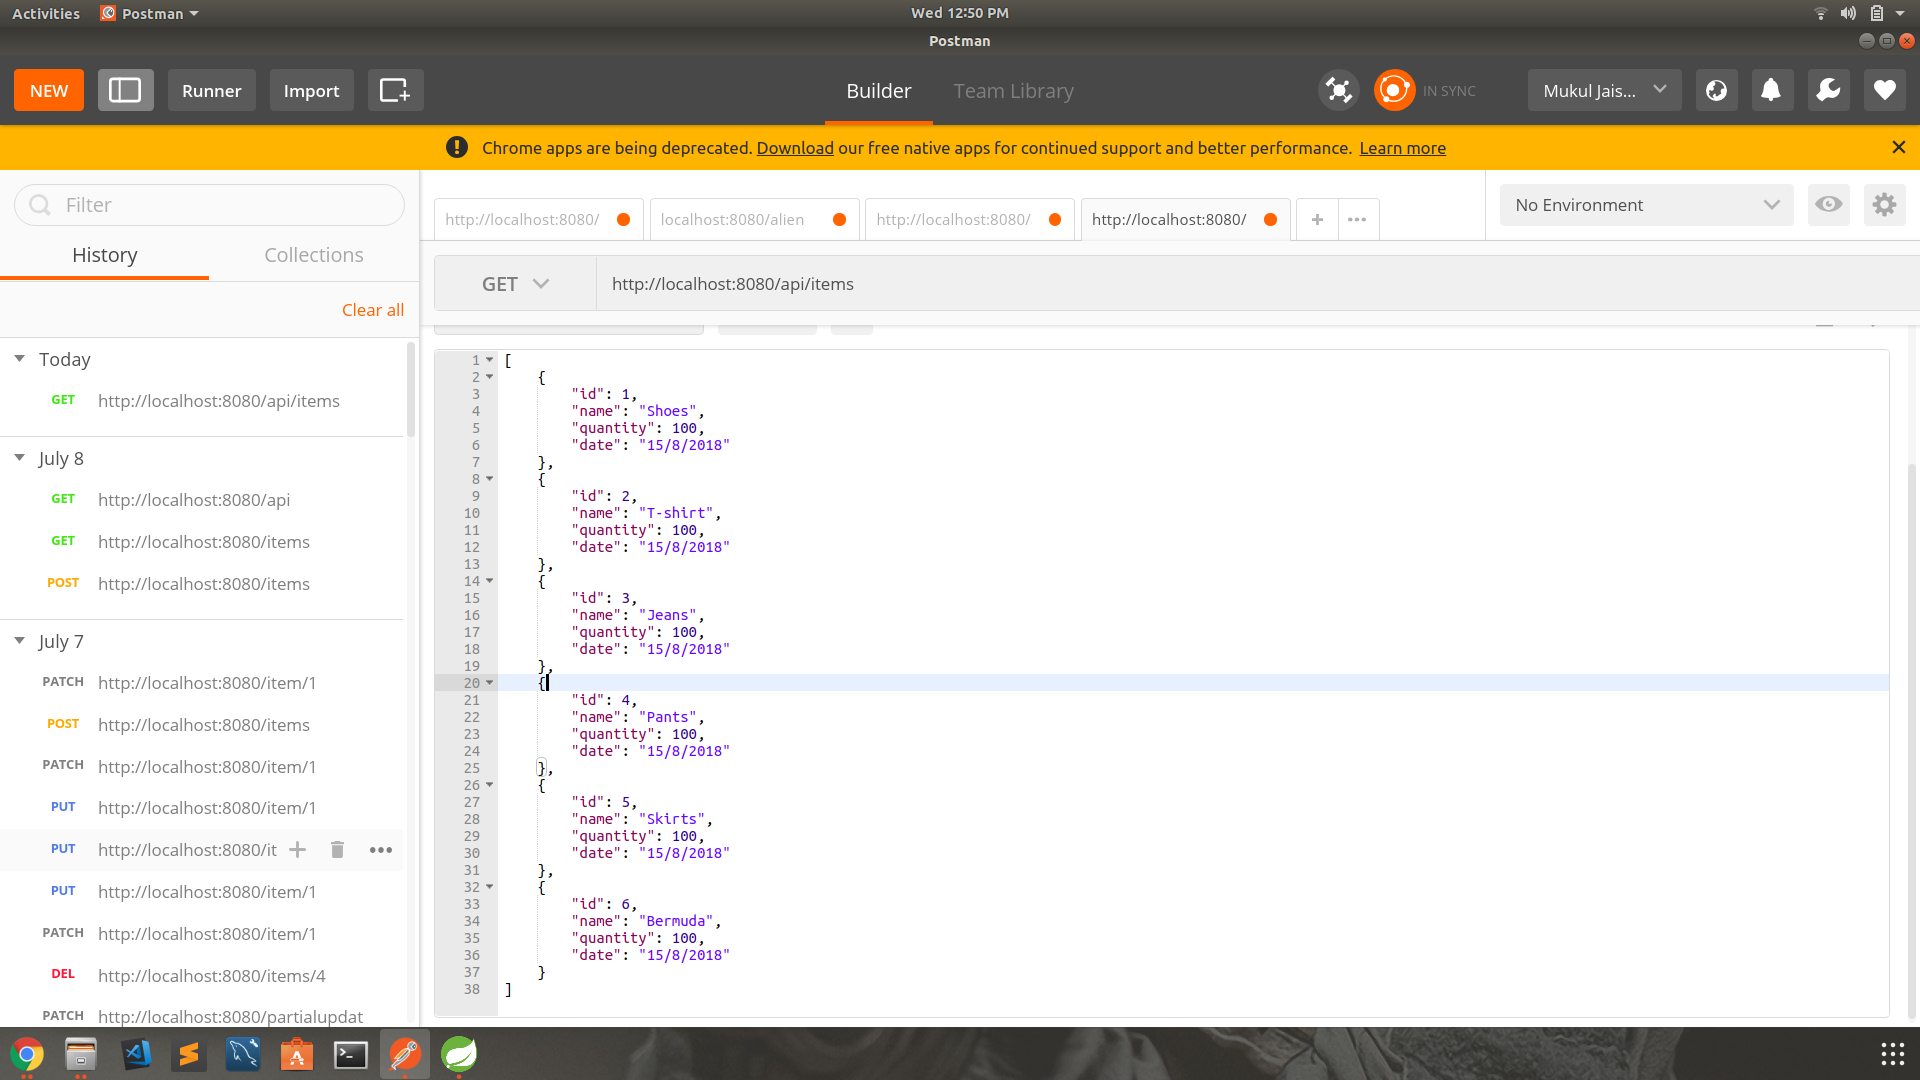 Activities Postman Wed 12:50 PM
Postman
NEW Runner Import Builder Team Library IN SYNC Mukul Jais...
! Chrome apps are being deprecated. Download our free native apps for continued support and better performance. Learn more
Filter
History Collections
Clear all
Today
GET http://localhost:8080/api/items
July 8
GET http://localhost:8080/api
GET http://localhost:8080/items
POST http://localhost:8080/items
July 7
PATCH http://localhost:8080/item/1
POST http://localhost:8080/items
PATCH http://localhost:8080/item/1
PUT http://localhost:8080/item/1
PUT http://localhost:8080/it
PUT http://localhost:8080/item/1
PATCH http://localhost:8080/item/1
DEL http://localhost:8080/items/4
PATCH http://localhost:8080/partialupdat
http://localhost:8080/ localhost:8080/alien http://localhost:8080/ http://localhost:8080/ + ...
No Environment
GET http://localhost:8080/api/items
1 [
2 {
3 "id": 1,
4 "name": "Shoes",
5 "quantity": 100,
6 "date": "15/8/2018"
7 },
8 {
9 "id": 2,
10 "name": "T-shirt",
11 "quantity": 100,
12 "date": "15/8/2018"
13 },
14 {
15 "id": 3,
16 "name": "Jeans",
17 "quantity": 100,
18 "date": "15/8/2018"
19 },
20 {
21 "id": 4,
22 "name": "Pants",
23 "quantity": 100,
24 "date": "15/8/2018"
25 },
26 {
27 "id": 5,
28 "name": "Skirts",
29 "quantity": 100,
30 "date": "15/8/2018"
31 },
32 {
33 "id": 6,
34 "name": "Bermuda",
35 "quantity": 100,
36 "date": "15/8/2018"
37 }
38 ]